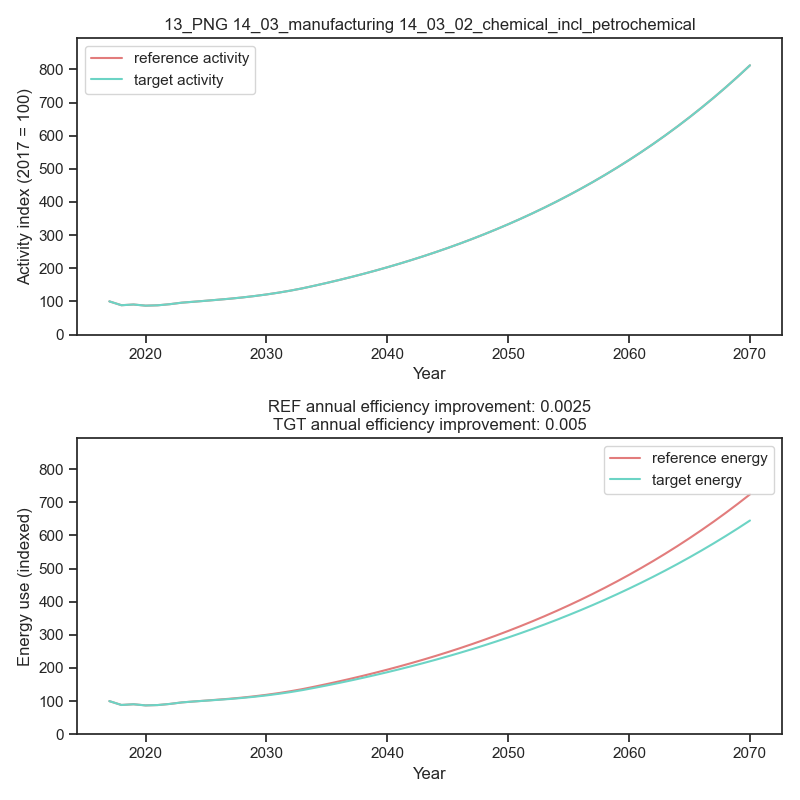 13_PNG 14_03_manufacturing 14_03_02_chemical_incl_petrochemical
reference activity
target activity
Activity index (2017 = 100)
800
700
600
500
400
300
200
100
0
2020 2030 2040 2050 2060 2070
Year
REF annual efficiency improvement: 0.0025
TGT annual efficiency improvement: 0.005
reference energy
target energy
Energy use (indexed)
800
700
600
500
400
300
200
100
0
2020 2030 2040 2050 2060 2070
Year